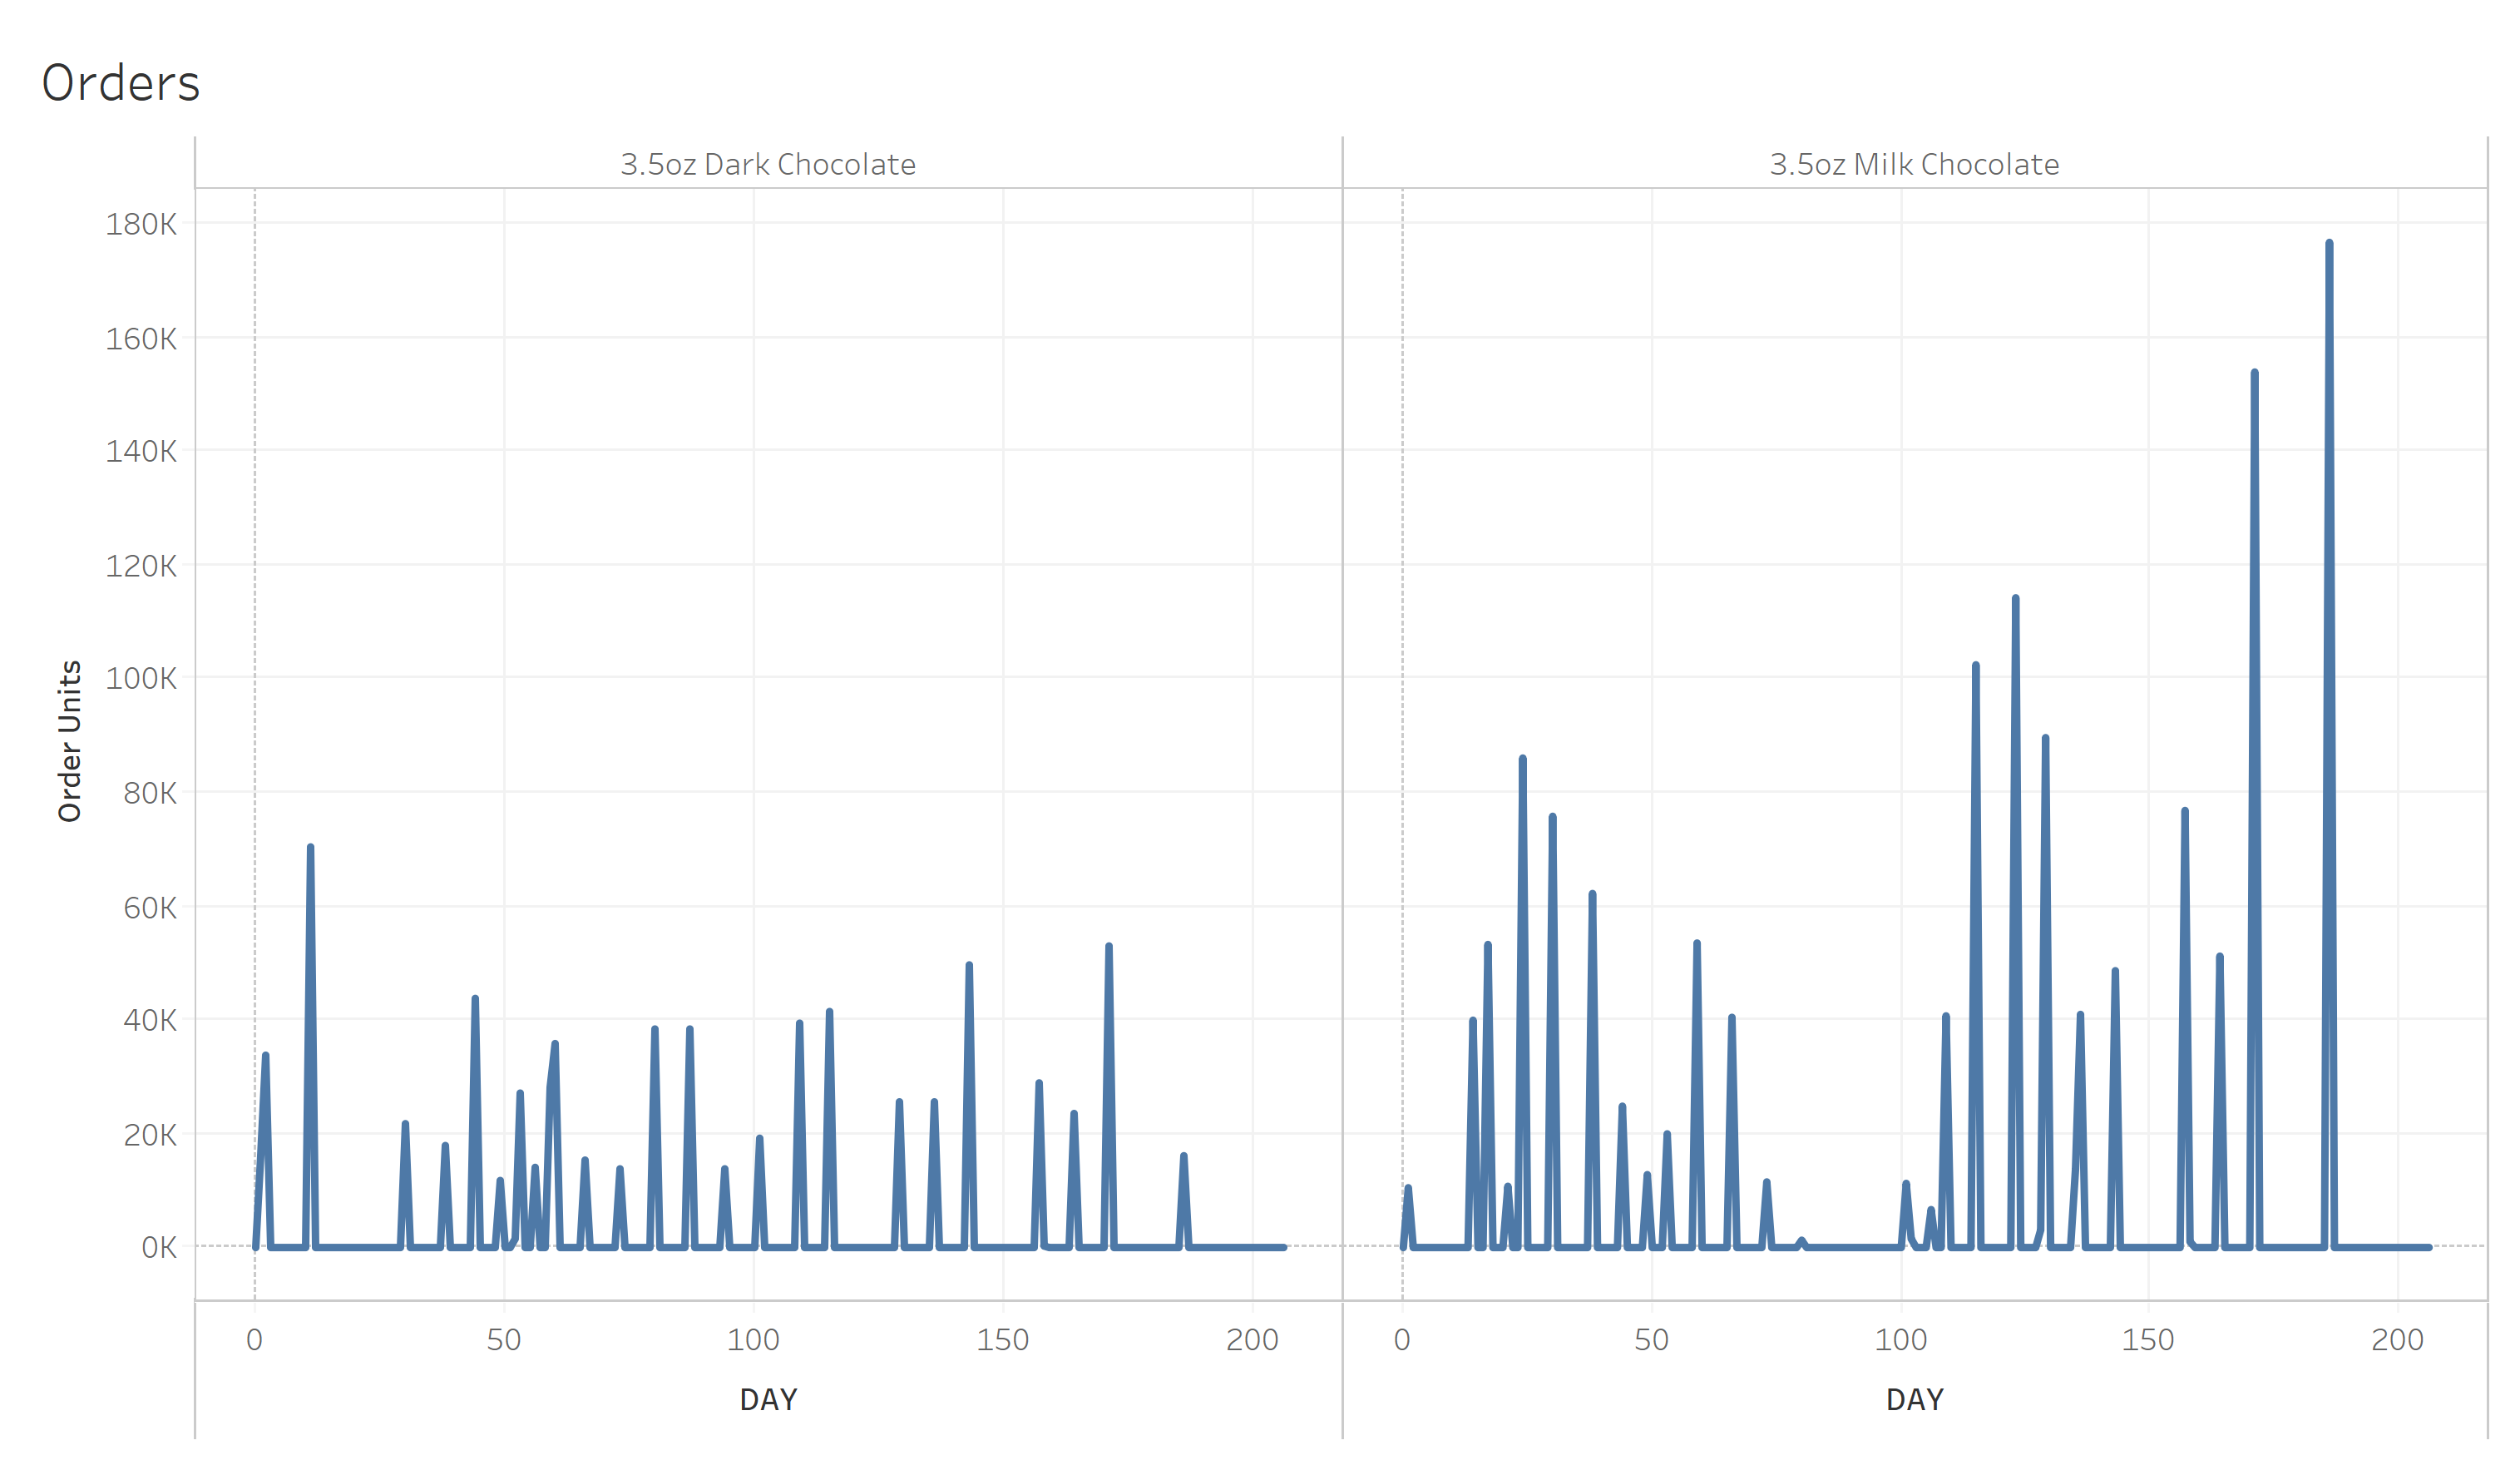 Orders
3.5oz Dark Chocolate
3.5oz Milk Chocolate
180K
160K
140K
120K
100K
80K
60K
40K
20K
0K
Order Units
0 50 100 150 200
0 50 100 150 200
DAY
DAY